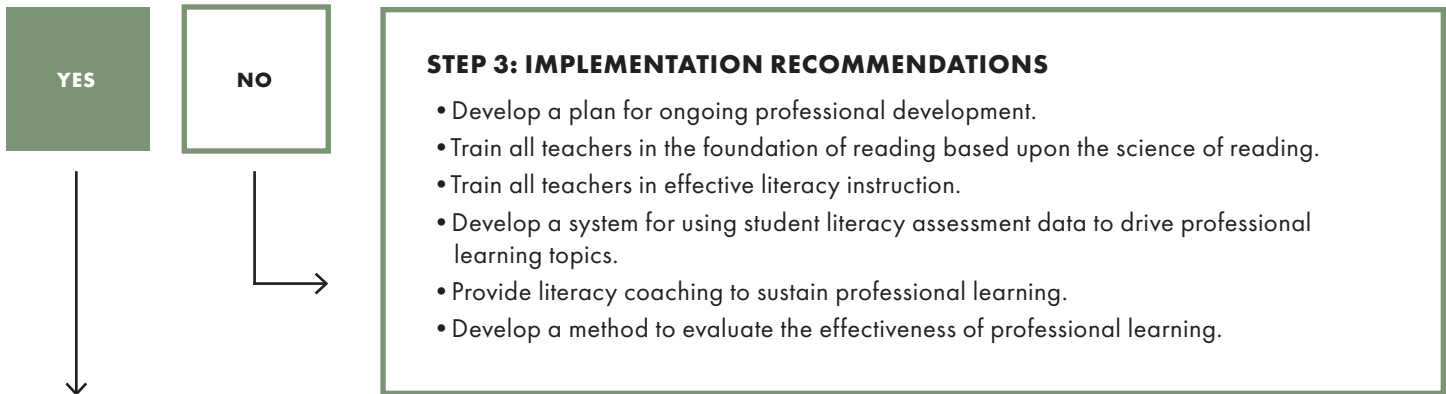 YES
NO
STEP 3: IMPLEMENTATION RECOMMENDATIONS
• Develop a plan for ongoing professional development.
• Train all teachers in the foundation of reading based upon the science of reading.
• Train all teachers in effective literacy instruction.
• Develop a system for using student literacy assessment data to drive professional
learning topics.
• Provide literacy coaching to sustain professional learning.
• Develop a method to evaluate the effectiveness of professional learning.